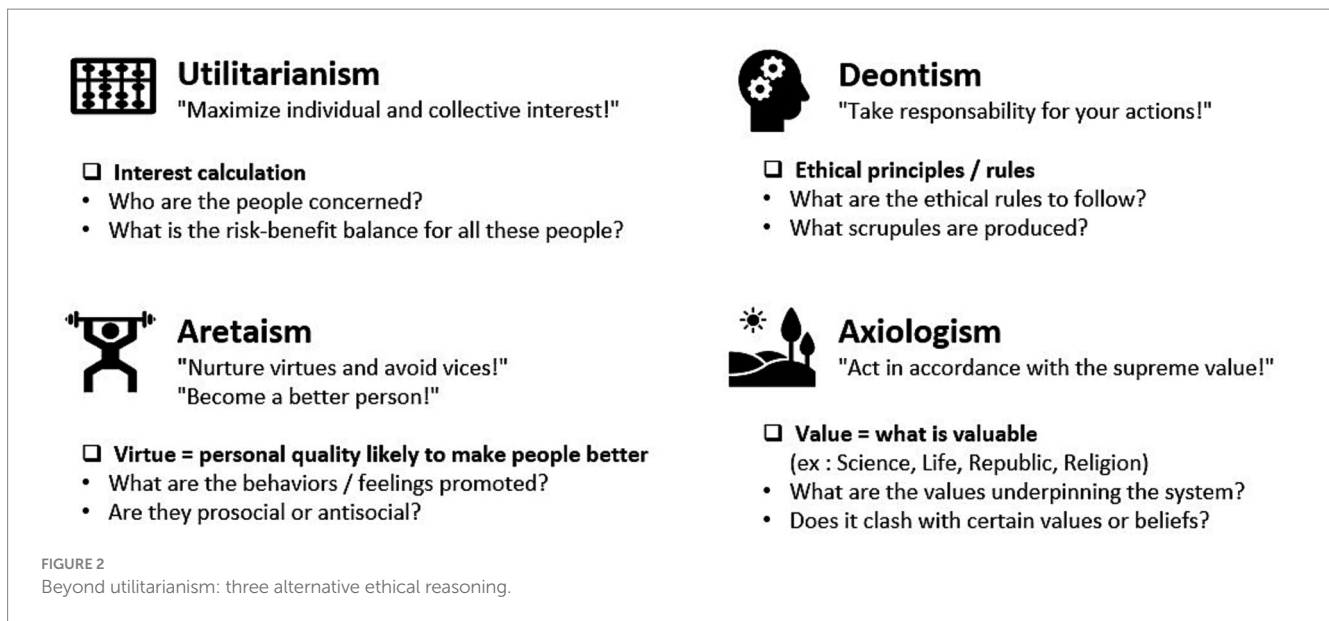 Utilitarianism
"Maximize individual and collective interest!"
❑ Interest calculation
• Who are the people concerned?
• What is the risk-benefit balance for all these people?
Deontism
"Take responsability for your actions!"
❑ Ethical principles / rules
• What are the ethical rules to follow?
• What scrupules are produced?
Aretaism
"Nurture virtues and avoid vices!"
"Become a better person!"
❑ Virtue = personal quality likely to make people better
• What are the behaviors / feelings promoted?
• Are they prosocial or antisocial?
Axiologism
"Act in accordance with the supreme value!"
❑ Value = what is valuable
(ex : Science, Life, Republic, Religion)
• What are the values underpinning the system?
• Does it clash with certain values or beliefs?
FIGURE 2
Beyond utilitarianism: three alternative ethical reasoning.